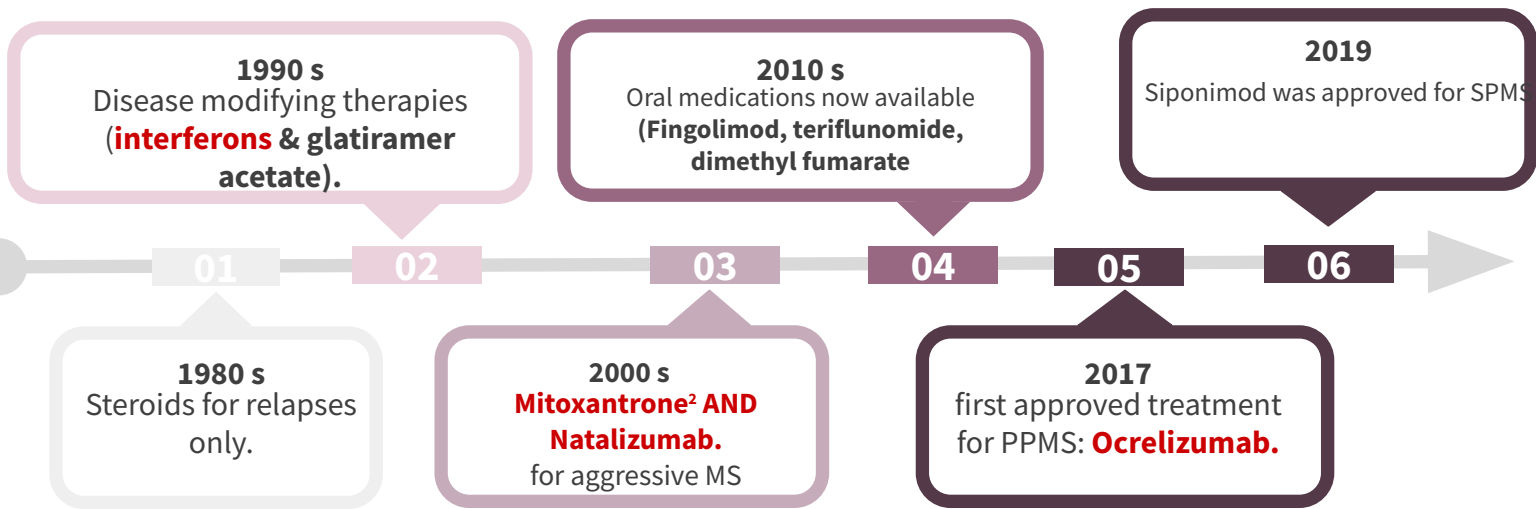 1990 s
Disease modifying therapies
(interferons & glatiramer
acetate).
2010 s
Oral medications now available
(Fingolimod, teriflunomide,
dimethyl fumarate
2019
Siponimod was approved for SPMS
01
02
03
04
05
06
1980 s
Steroids for relapses
only.
2000 s
Mitoxantrone² AND
Natalizumab.
for aggressive MS
2017
first approved treatment
for PPMS: Ocrelizumab.